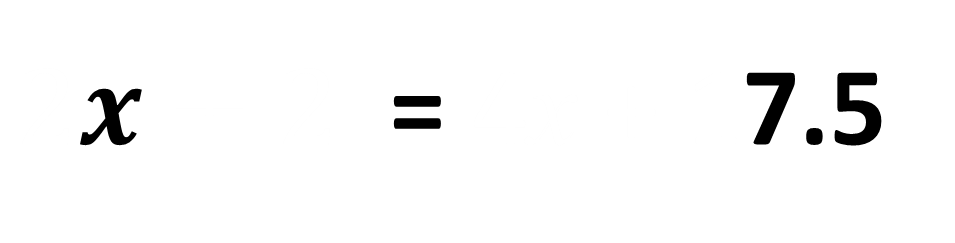 x = 7.5